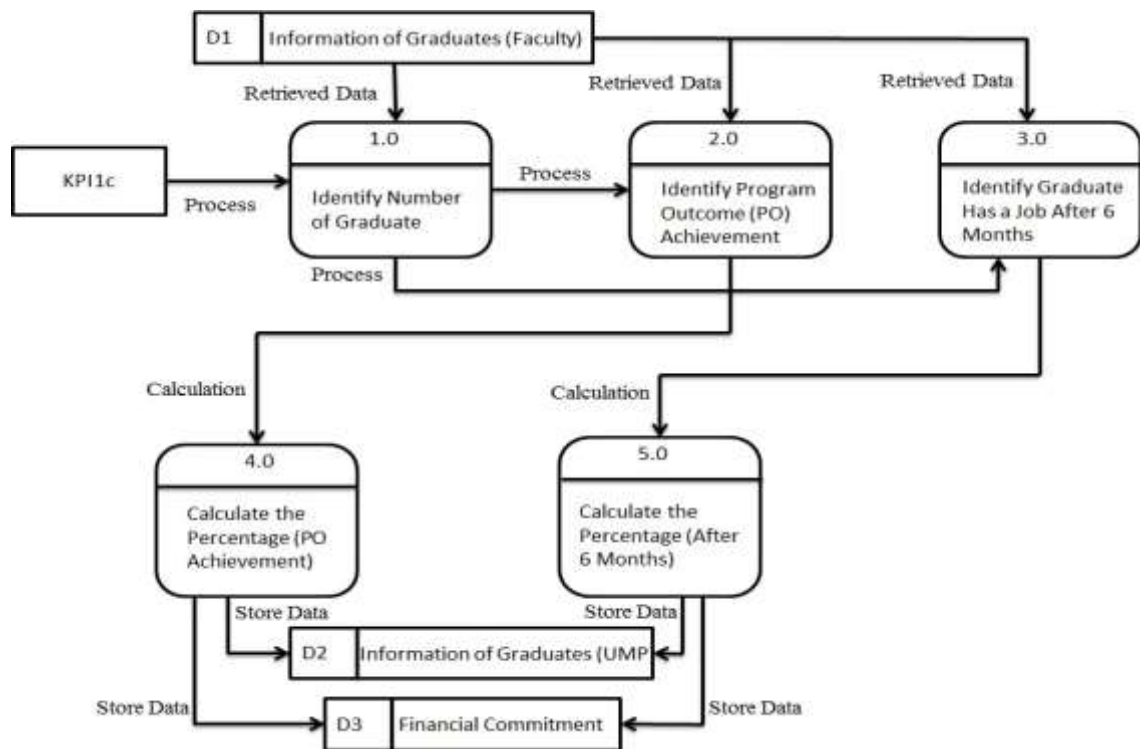 D1 Information of Graduates (Faculty)
Retrieved Data
Retrieved Data
Retrieved Data
1.0
Identify Number
of Graduate
2.0
Identify Program
Outcome (PO)
Achievement
3.0
Identify Graduate
Has a Job After 6
Months
KPI1c
Process
Process
Process
Calculation
Calculation
4.0
Calculate the
Percentage (PO
Achievement)
5.0
Calculate the
Percentage (After
6 Months)
Store Data
Store Data
D2 Information of Graduates (UMP
Store Data
D3 Financial Commitment
Store Data